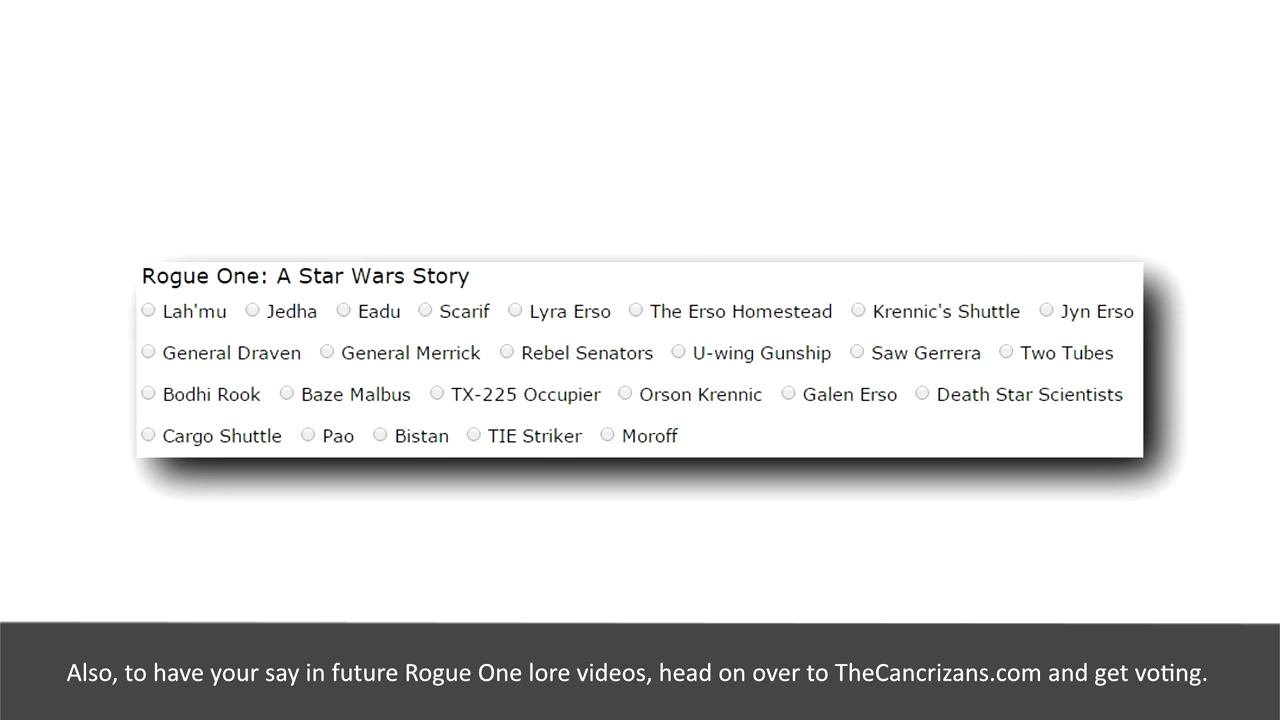 Rogue One: A Star Wars Story
Lah'mu Jedha Eadu Scarif Lyra Erso The Erso Homestead Krennic's Shuttle Jyn Erso
General Draven General Merrick Rebel Senators U-wing Gunship Saw Gerrera Two Tubes
Bodhi Rook Baze Malbus TX-225 Occupier Orson Krennic Galen Erso Death Star Scientists
Cargo Shuttle Pao Bistan TIE Striker Moroff
Also, to have your say in future Rogue One lore videos, head on over to TheCancrizans.com and get voting.